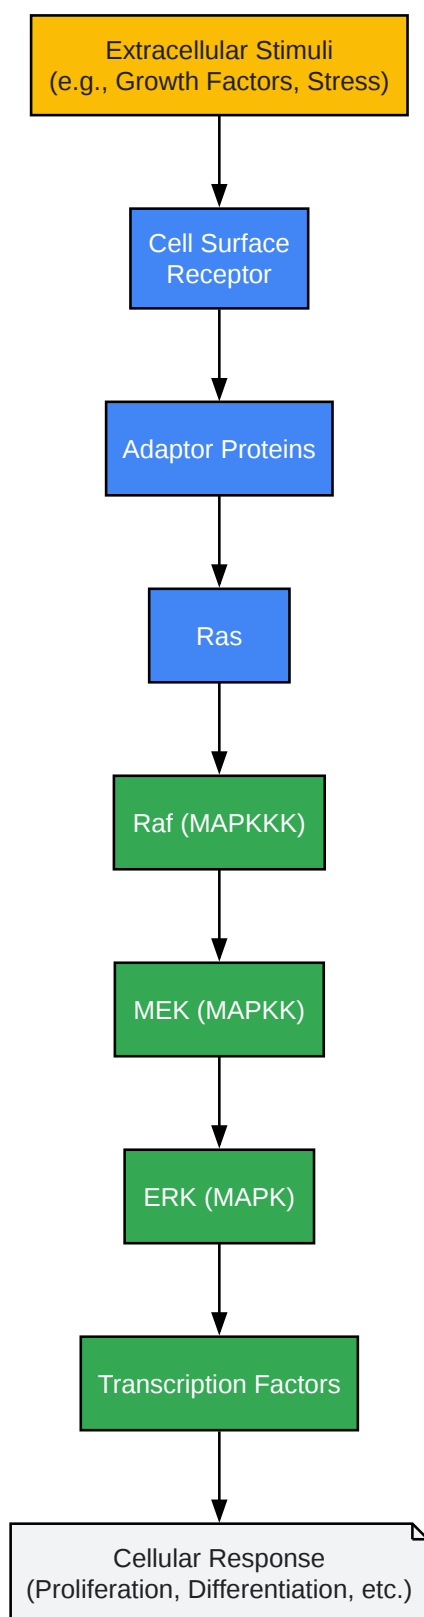 Extracellular Stimuli
(e.g., Growth Factors, Stress)
Cell Surface
Receptor
Adaptor Proteins
Ras
Raf (MAPKKK)
MEK (MAPKK)
ERK (MAPK)
Transcription Factors
Cellular Response
(Proliferation, Differentiation, etc.)